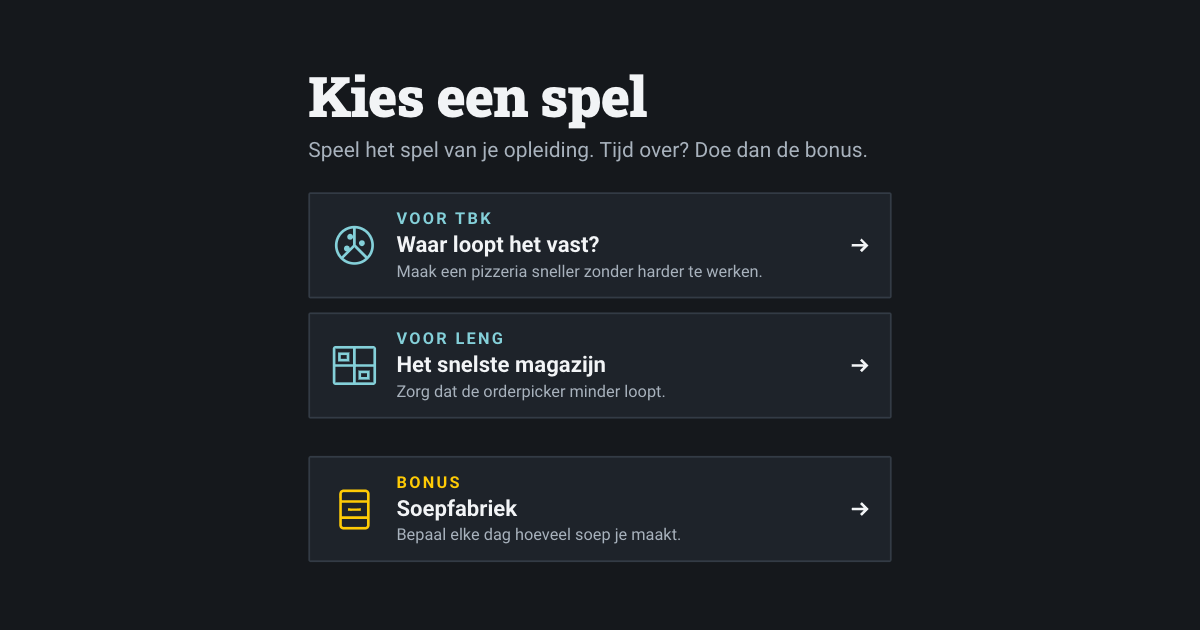 Kies een spel
Speel het spel van je opleiding. Tijd over? Doe dan de bonus.
VOOR TBK
Waar loopt het vast?
Maak een pizzeria sneller zonder harder te werken.
VOOR LENG
Het snelste magazijn
Zorg dat de orderpicker minder loopt.
BONUS
Soepfabriek
Bepaal elke dag hoeveel soep je maakt.